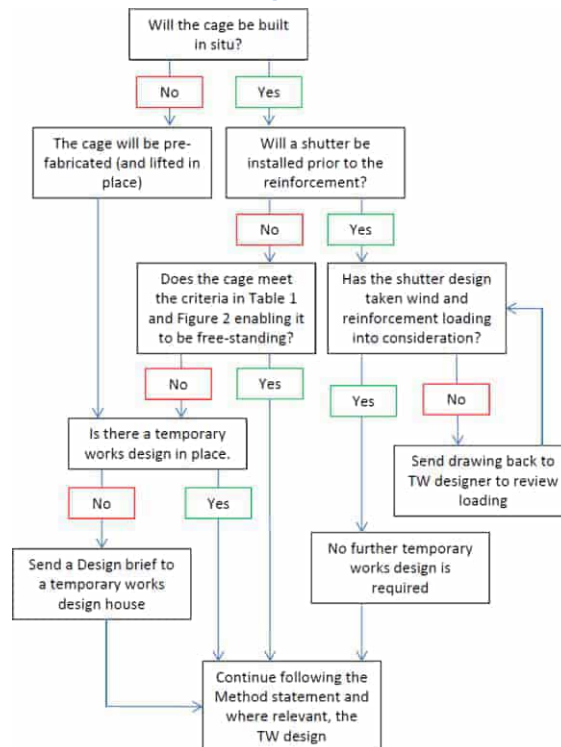 Will the cage be built
in situ?
No
Yes
The cage will be pre-
fabricated (and lifted in
place)
Will a shutter be
installed prior to the
reinforcement?
No
Yes
Does the cage meet
the criteria in Table 1
and Figure 2 enabling it
to be free-standing?
Has the shutter design
taken wind and
reinforcement loading
into consideration?
No
Yes
Yes
No
Is there a temporary
works design in place.
Send drawing back to
TW designer to review
loading
No
Yes
Send a Design brief to
a temporary works
design house
No further temporary
works design is
required
Continue following the
Method statement and
where relevant, the
TW design